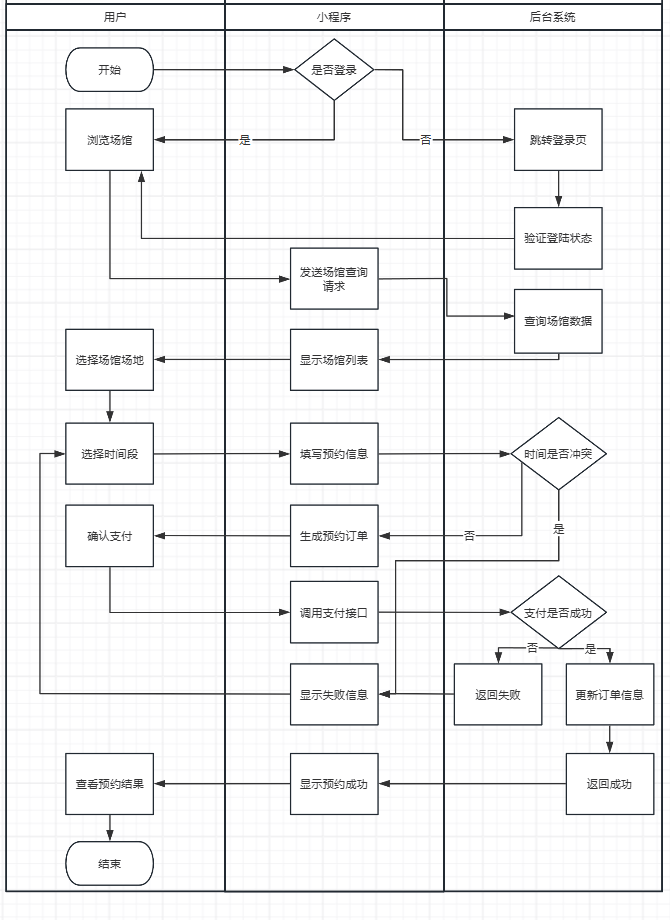 用户
小程序
后台系统
开始
是否登录
浏览场馆
是
否
跳转登录页
验证登陆状态
发送场馆查询
请求
查询场馆数据
选择场馆场地
显示场馆列表
选择时间段
填写预约信息
时间是否冲突
确认支付
生成预约订单
否
是
调用支付接口
支付是否成功
否
是
显示失败信息
返回失败
更新订单信息
查看预约结果
显示预约成功
返回成功
结束